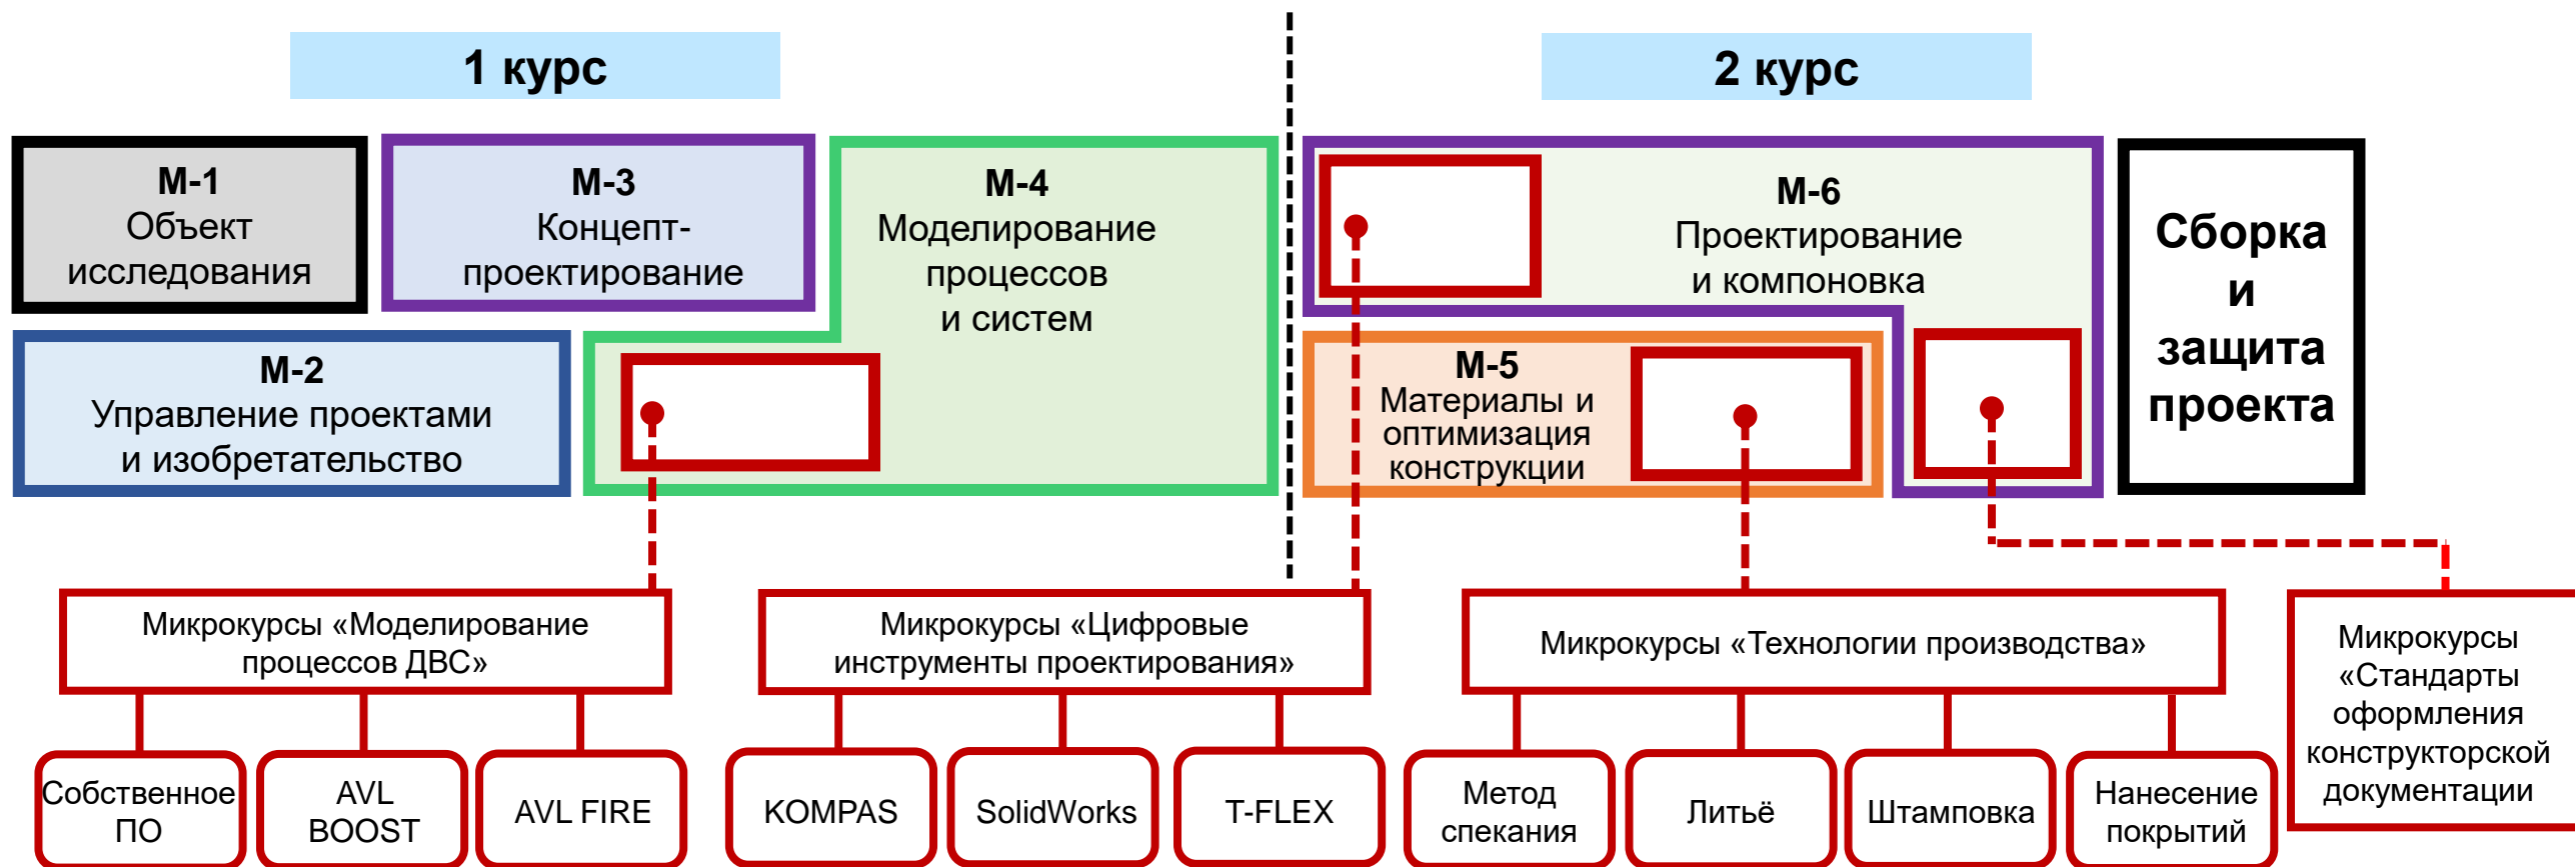 1 курс
2 курс
М-1
Объект
исследования
М-3
Концепт-
проектирование
М-4
Моделирование
процессов
и систем
М-6
Проектирование
и компоновка
Сборка
и
защита
проекта
М-2
Управление проектами
и изобретательство
М-5
Материалы и
оптимизация
конструкции
Микрокурсы «Моделирование
процессов ДВС»
Микрокурсы «Цифровые
инструменты проектирования»
Микрокурсы «Технологии производства»
Микрокурсы
«Стандарты
оформления
конструкторской
документации
Собственное
ПО
AVL
BOOST
AVL FIRE
KOMPAS
SolidWorks
T-FLEX
Метод
спекания
Литьё
Штамповка
Нанесение
покрытий